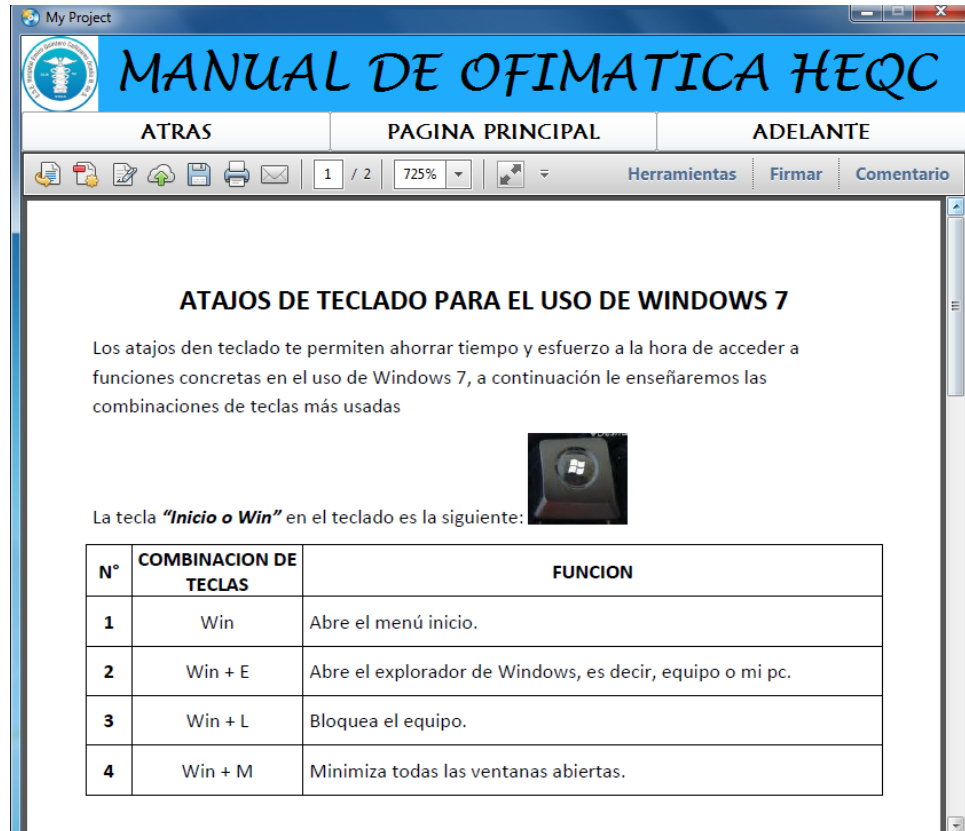 My Project
MANUAL DE OFIMATICA HEQC
ATRAS
PAGINA PRINCIPAL
ADELANTE
1 / 2
725%
Herramientas
Firmar
Comentario
ATAJOS DE TECLADO PARA EL USO DE WINDOWS 7
Los atajos den teclado te permiten ahorrar tiempo y esfuerzo a la hora de acceder a
funciones concretas en el uso de Windows 7, a continuación le enseñaremos las
combinaciones de teclas más usadas
La tecla “Inicio o Win” en el teclado es la siguiente:
N° COMBINACION DE TECLAS FUNCION
1 Win Abre el menú inicio.
2 Win + E Abre el explorador de Windows, es decir, equipo o mi pc.
3 Win + L Bloquea el equipo.
4 Win + M Minimiza todas las ventanas abiertas.